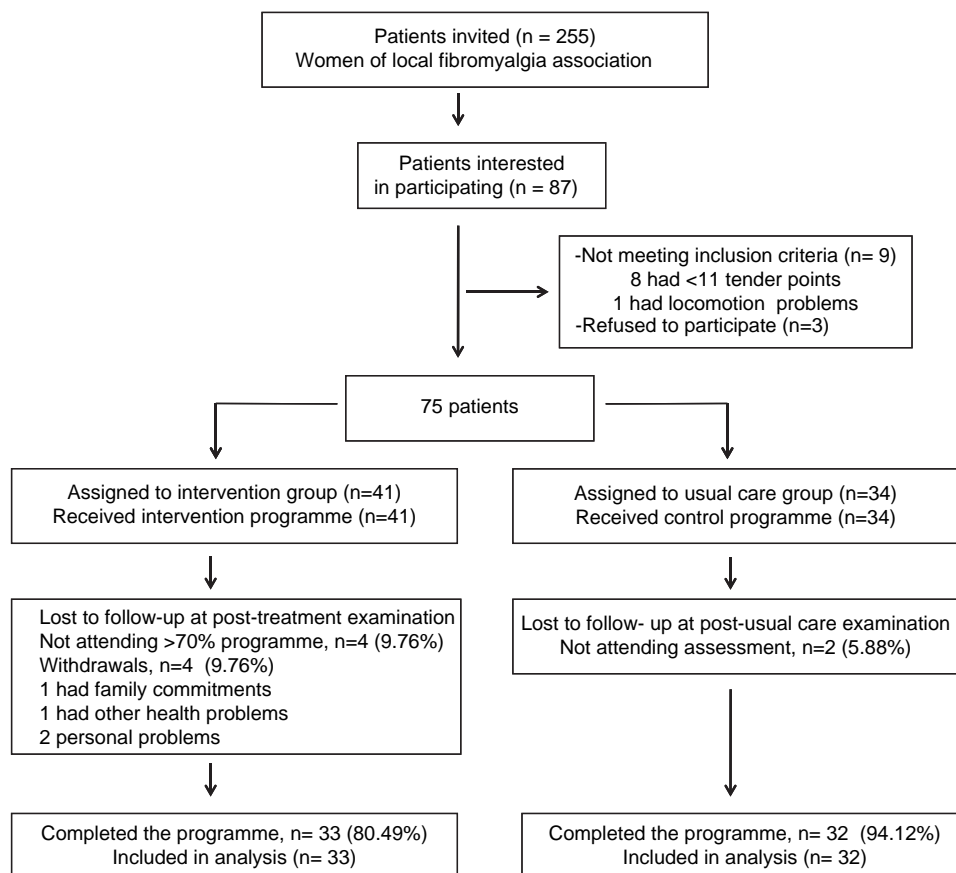 Patients invited (n = 255)
Women of local fibromyalgia association
Patients interested
in participating (n = 87)
-Not meeting inclusion criteria (n= 9)
8 had <11 tender points
1 had locomotion problems
-Refused to participate (n=3)
75 patients
Assigned to intervention group (n=41)
Received intervention programme (n=41)
Assigned to usual care group (n=34)
Received control programme (n=34)
Lost to follow-up at post-treatment examination
Not attending >70% programme, n=4 (9.76%)
Withdrawals, n=4 (9.76%)
1 had family commitments
1 had other health problems
2 personal problems
Lost to follow- up at post-usual care examination
Not attending assessment, n=2 (5.88%)
Completed the programme, n= 33 (80.49%)
Included in analysis (n= 33)
Completed the programme, n= 32 (94.12%)
Included in analysis (n= 32)